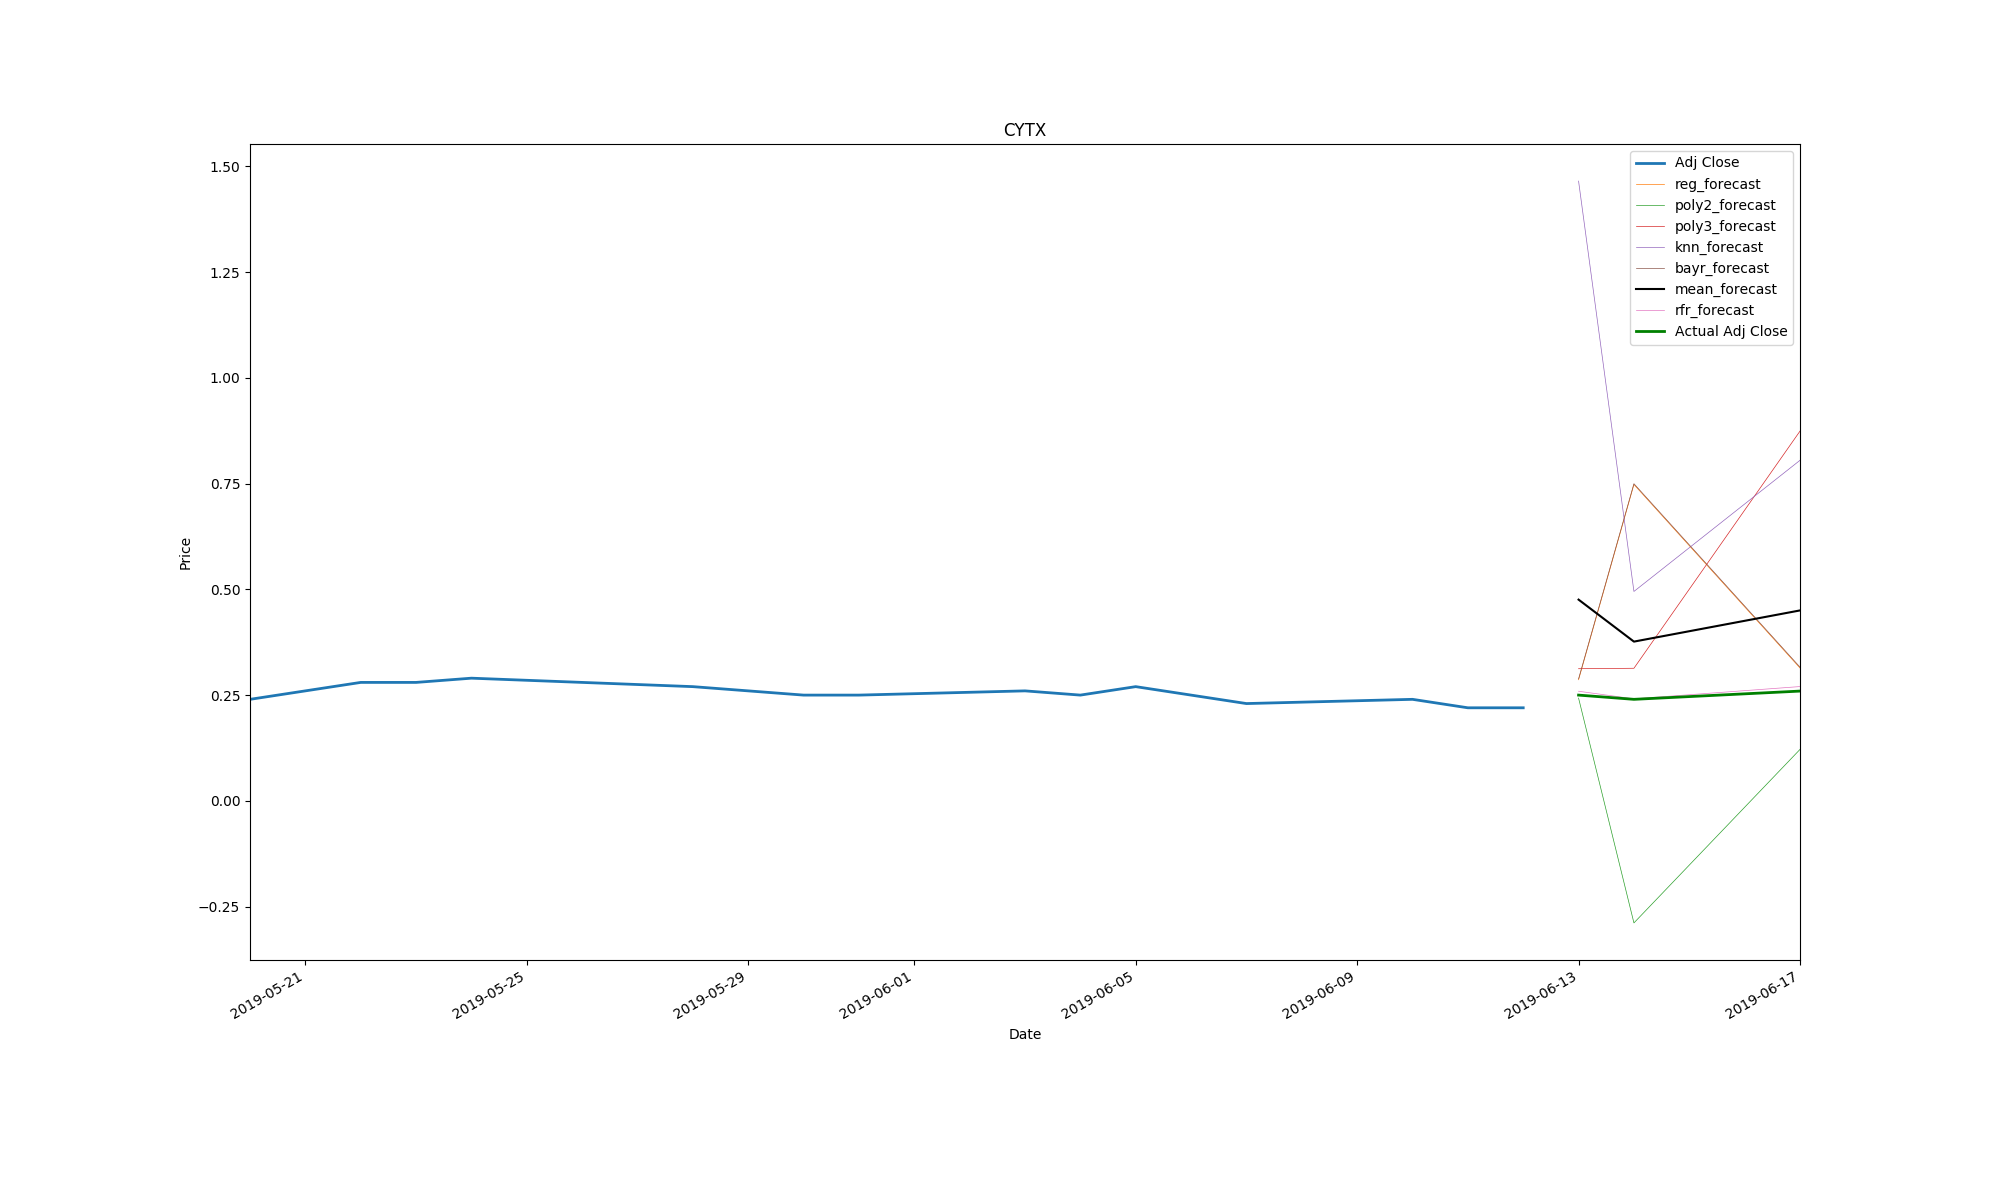 CYTX
1.50
1.25
1.00
0.75
0.50
0.25
0.00
−0.25
Price
Adj Close
reg_forecast
poly2_forecast
poly3_forecast
knn_forecast
bayr_forecast
mean_forecast
rfr_forecast
Actual Adj Close
2019-05-21
2019-05-25
2019-05-29
2019-06-01
2019-06-05
2019-06-09
2019-06-13
2019-06-17
Date